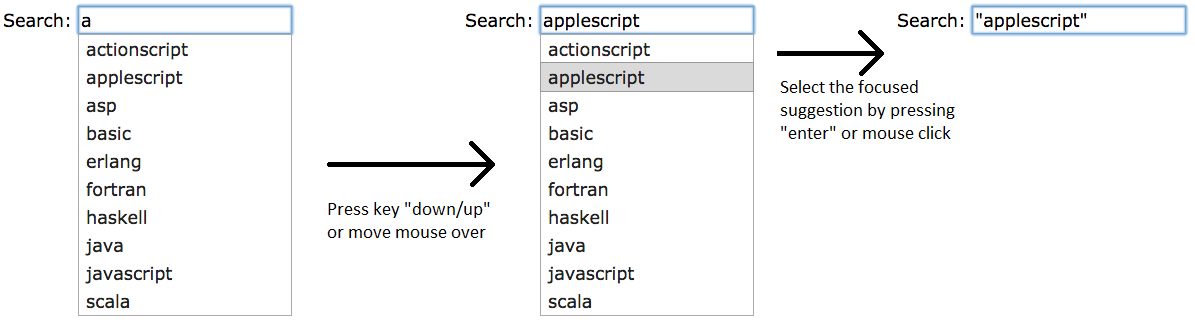 Search: a
actionscript
applescript
asp
basic
erlang
fortran
haskell
java
javascript
scala
Press key "down/up"
or move mouse over
Search: applescript
actionscript
applescript
asp
basic
erlang
fortran
haskell
java
javascript
scala
Select the focused
suggestion by pressing
"enter" or mouse click
Search: "applescript"